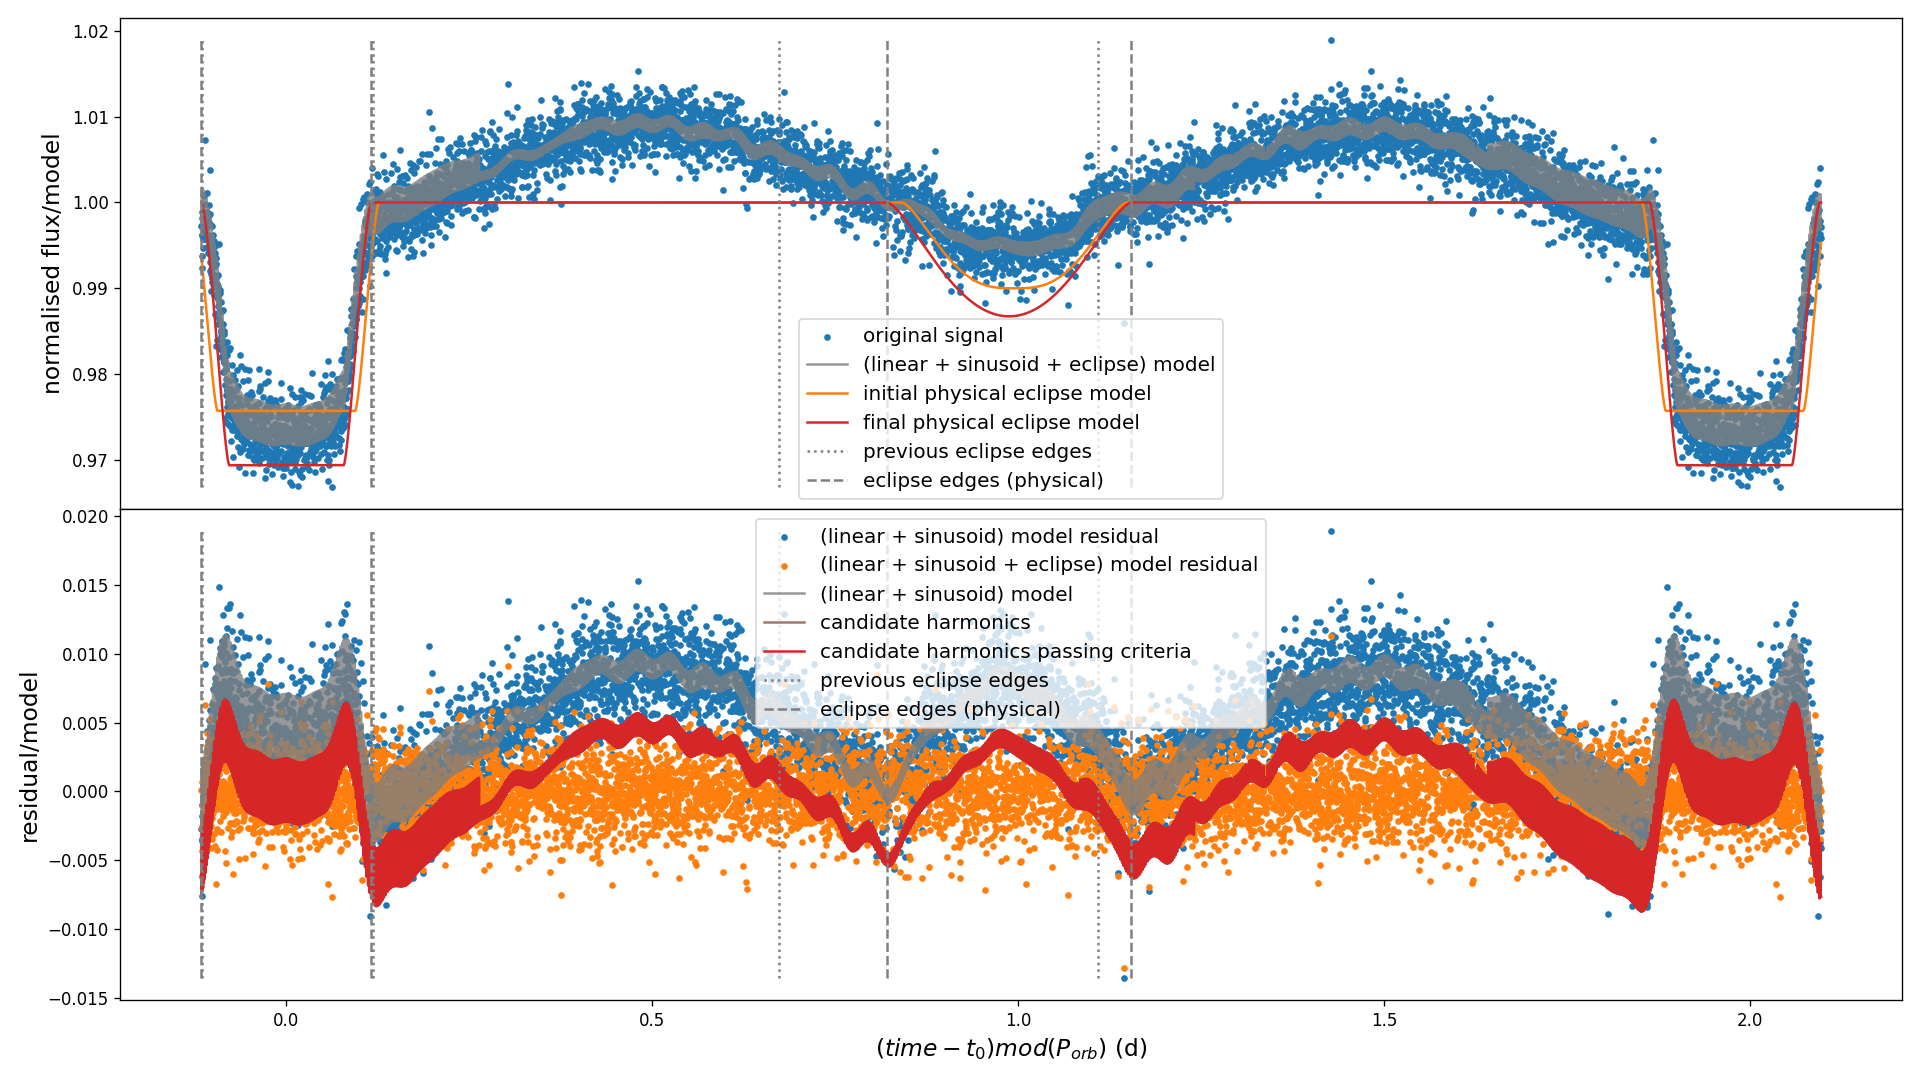 1.02
1.01
1.00
0.99
0.98
0.97
normalised flux/model
original signal
(linear + sinusoid + eclipse) model
initial physical eclipse model
final physical eclipse model
previous eclipse edges
eclipse edges (physical)
0.020
0.015
0.010
0.005
0.000
−0.005
−0.010
−0.015
residual/model
(linear + sinusoid) model residual
(linear + sinusoid + eclipse) model residual
(linear + sinusoid) model
candidate harmonics
candidate harmonics passing criteria
previous eclipse edges
eclipse edges (physical)
0.0 0.5 1.0 1.5 2.0
(time − t₀)mod(P_orb) (d)